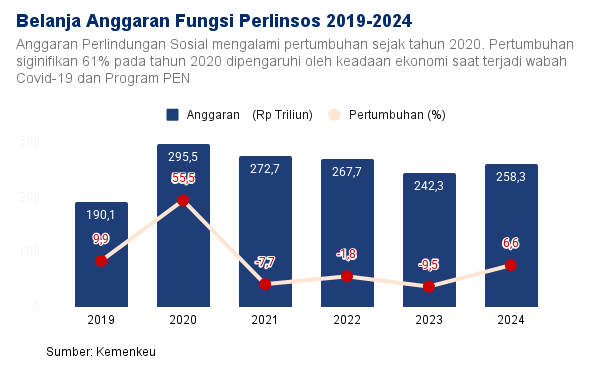 Belanja Anggaran Fungsi Perlinsos 2019-2024
Anggaran Perlindungan Sosial mengalami pertumbuhan sejak tahun 2020. Pertumbuhan
siginifikan 61% pada tahun 2020 dipengaruhi oleh keadaan ekonomi saat terjadi wabah
Covid-19 dan Program PEN
Anggaran (Rp Triliun) Pertumbuhan (%)
300
200
100
0
190,1
295,5
272,7
267,7
242,3
258,3
9,9
55,5
-7,7
-1,8
-9,5
6,6
2019 2020 2021 2022 2023 2024
Sumber: Kemenkeu